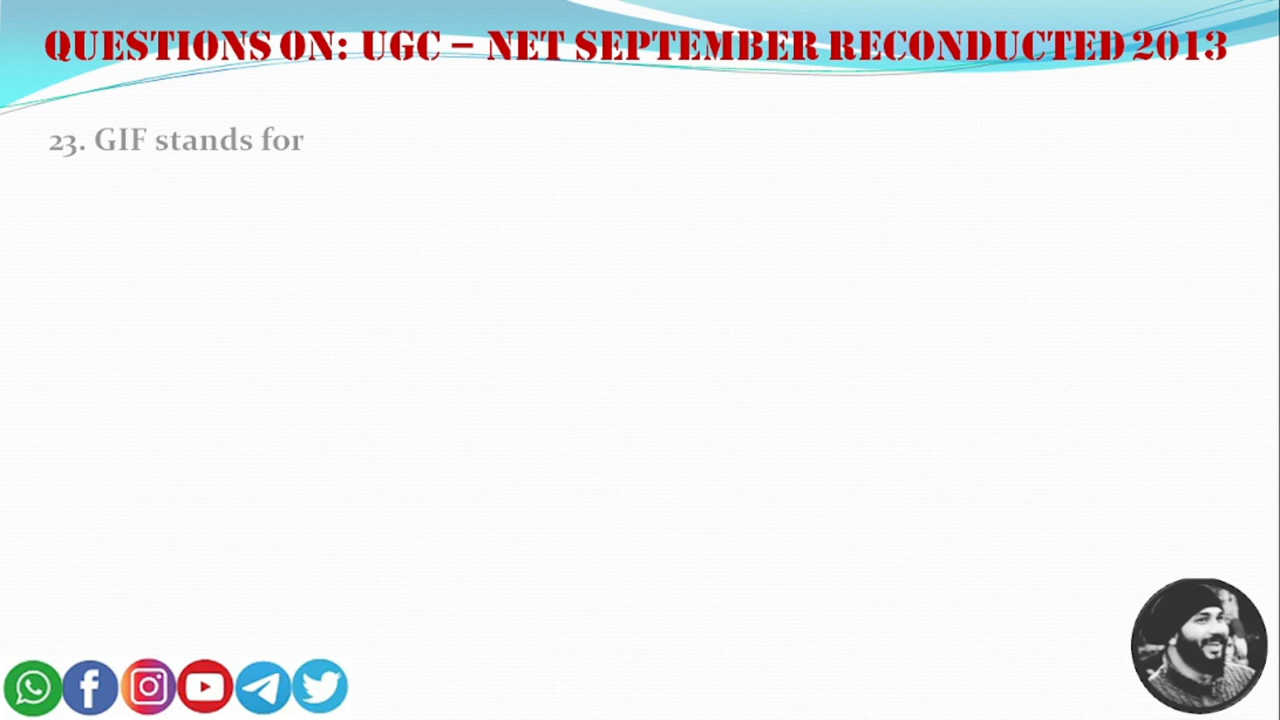 QUESTIONS ON: UGC – NET SEPTEMBER RECONDUCTED 2013
23. GIF stands for